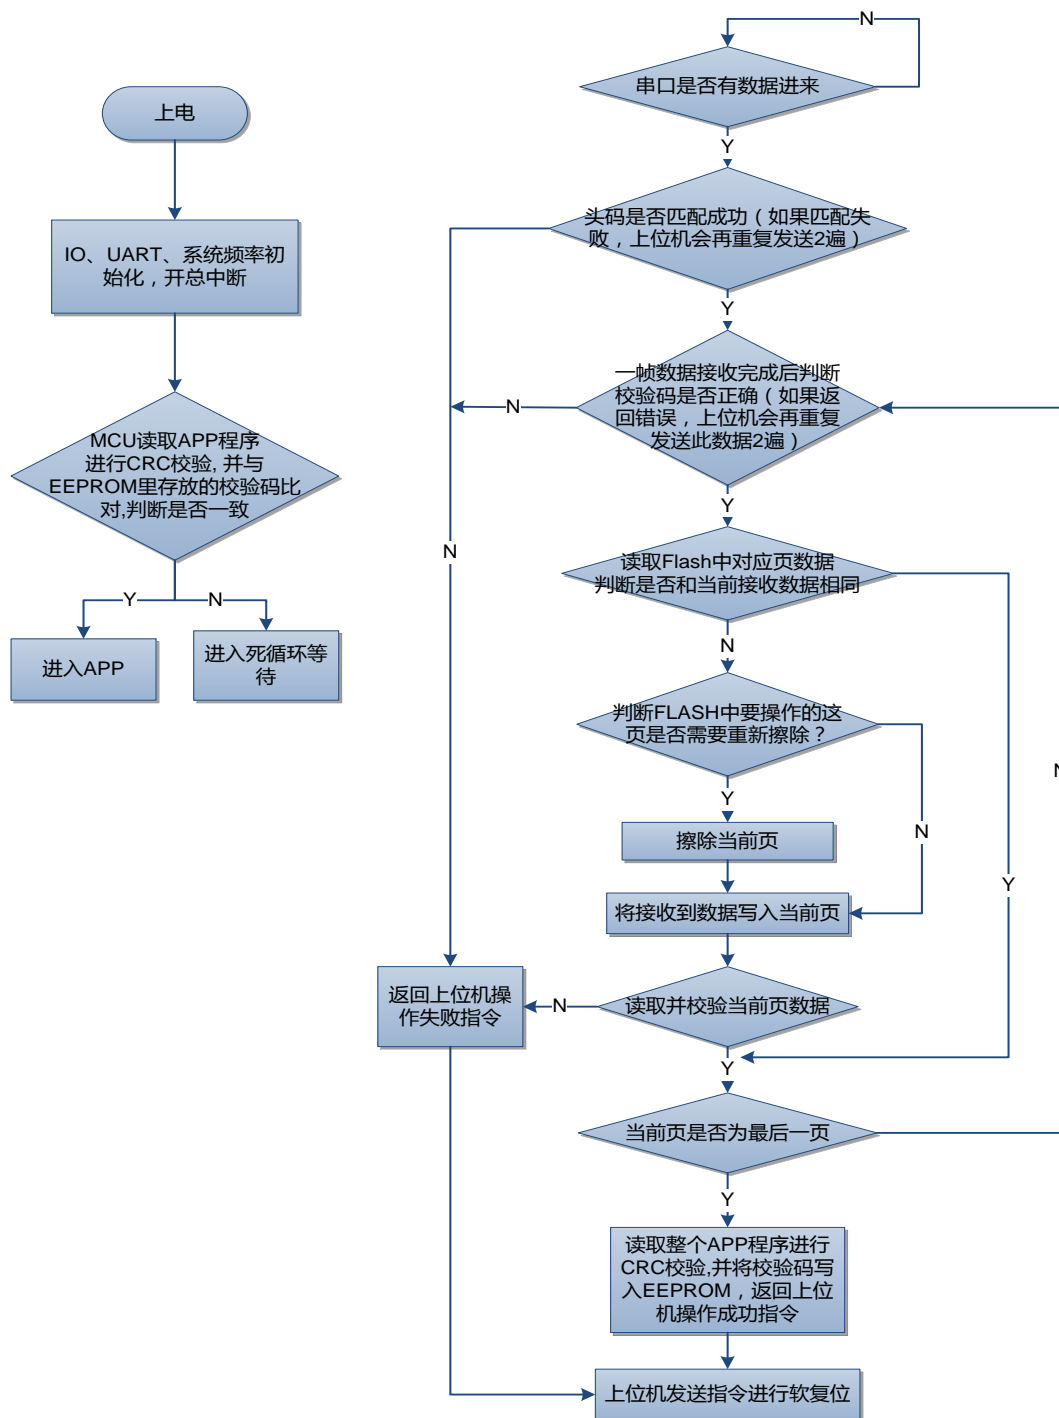 上电
IO、UART、系统频率初
始化，开总中断
MCU读取APP程序
进行CRC校验, 并与
EEPROM里存放的校验码比
对,判断是否一致
Y
N
进入APP
进入死循环等
待
N
串口是否有数据进来
Y
头码是否匹配成功（如果匹配失
败，上位机会再重复发送2遍）
Y
一帧数据接收完成后判断
校验码是否正确（如果返
回错误，上位机会再重复
发送此数据2遍）
N
Y
N
读取Flash中对应页数据
判断是否和当前接收数据相同
N
判断FLASH中要操作的这
页是否需要重新擦除？
N
Y
N
擦除当前页
Y
将接收到数据写入当前页
返回上位机操
作失败指令
N
读取并校验当前页数据
Y
当前页是否为最后一页
Y
读取整个APP程序进行
CRC校验,并将校验码写
入EEPROM，返回上位
机操作成功指令
上位机发送指令进行软复位